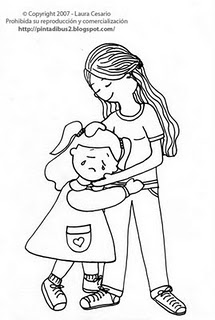 © Copyright 2007 - Laura Cesario
Prohibida su reproducción y comercialización
http://pintadibus2.blogspot.com/